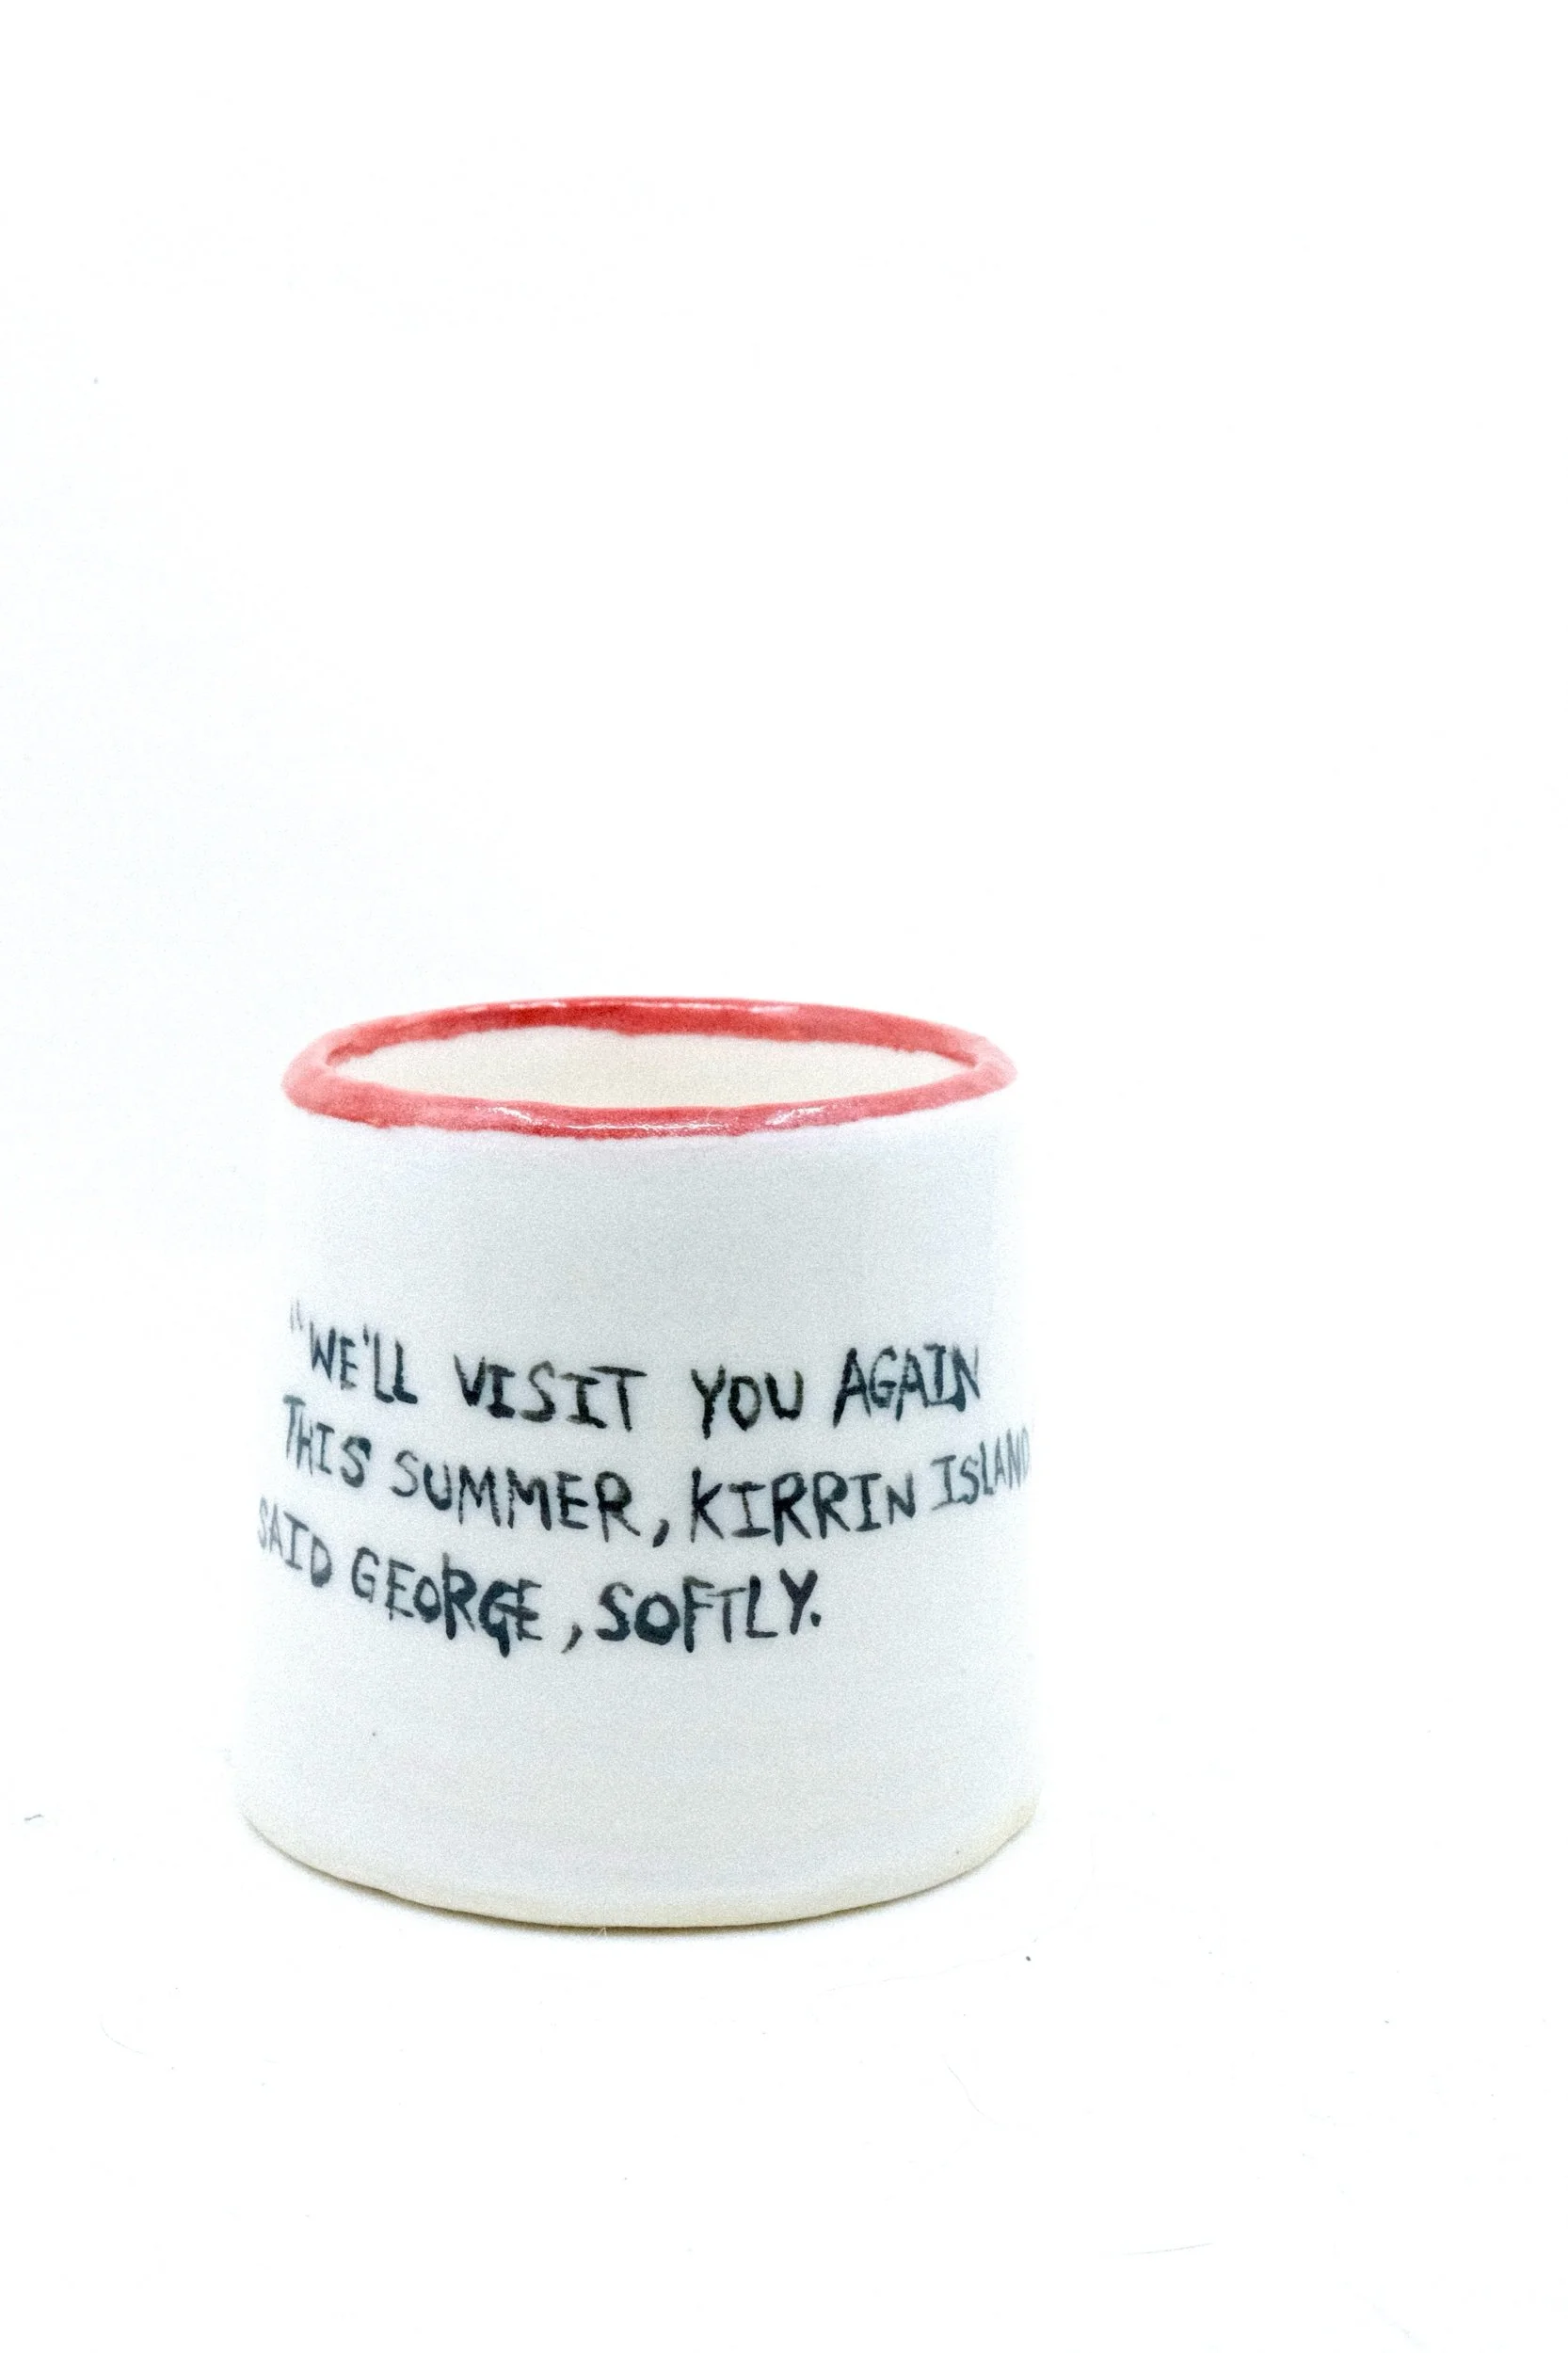 "WE'LL VISIT YOU AGAIN
THIS SUMMER, KIRRIN ISLAND
SAID GEORGE, SOFTLY.